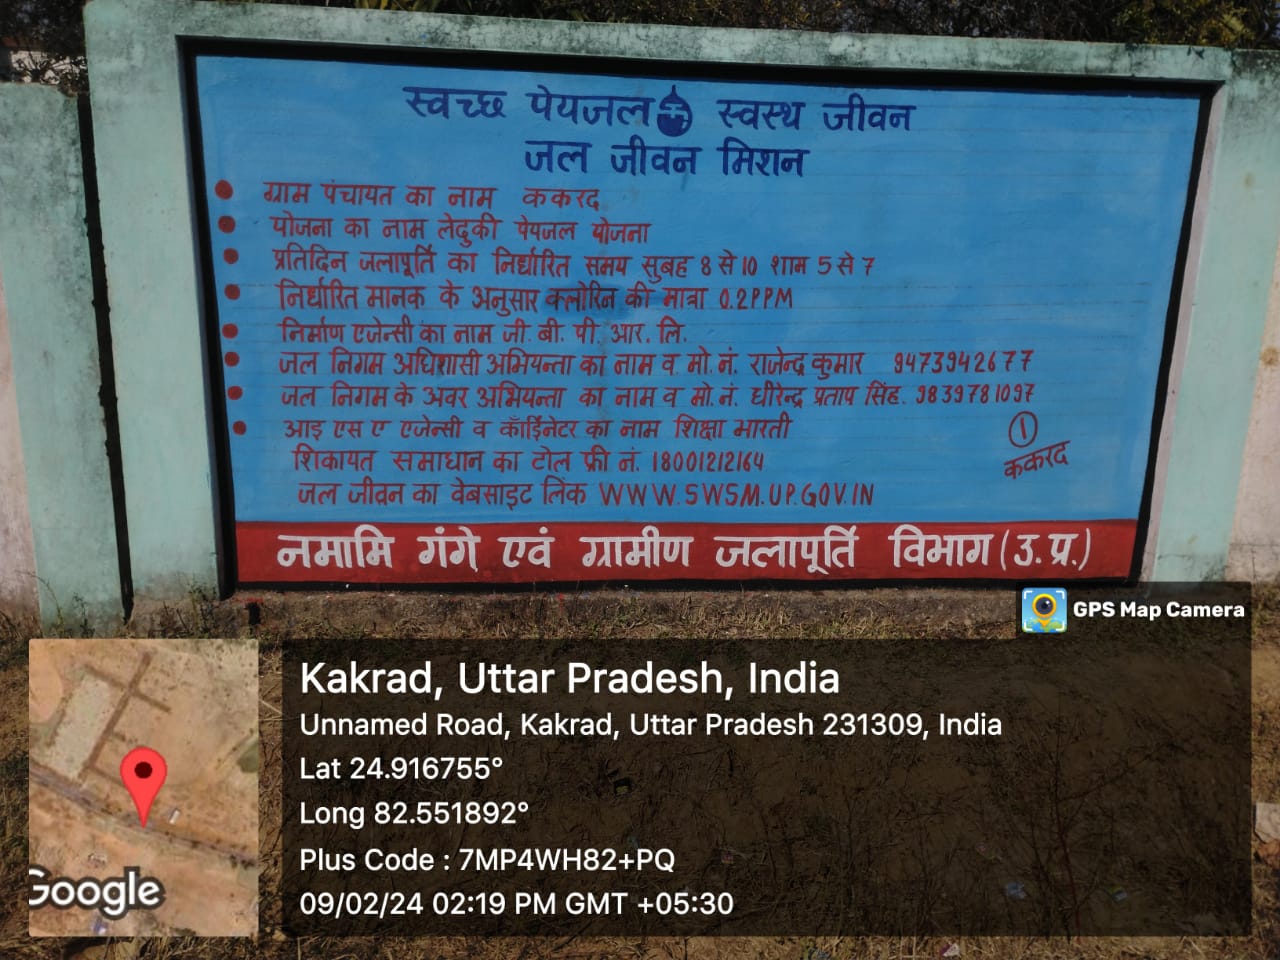 स्वच्छ पेयजल स्वस्थ जीवन
जल जीवन मिशन
• ग्राम पंचायत का नाम ककरद
• योजना का नाम लेदुकी पेयजल योजना
• प्रतिदिन जलापूर्ति का निर्धारित समय सुबह 8 से 10 शाम 5 से 7
• निर्धारित मानक के अनुसार क्लोरिन की मात्रा 0.2PPM
• निर्माण एजेन्सी का नाम जी. बी. पी. आर. लि.
• जल निगम अधिशासी अभियन्ता का नाम व मो. नं. राजेन्द्र कुमार 9473942677
• जल निगम के अवर अभियन्ता का नाम व मो. नं. धीरेन्द्र प्रताप सिंह. 9839781097
• आइ एस ए एजेन्सी व कॉर्डिनेटर का नाम शिक्षा भारती
शिकायत समाधान का टोल फ्री नं. 18001212164
जल जीवन का वेबसाइट लिंक WWW.SWSM.UP.GOV.IN
1
ककरद
नमामि गंगे एवं ग्रामीण जलापूर्ति विभाग (उ.प्र.)
GPS Map Camera
Kakrad, Uttar Pradesh, India
Unnamed Road, Kakrad, Uttar Pradesh 231309, India
Lat 24.916755°
Long 82.551892°
Plus Code : 7MP4WH82+PQ
09/02/24 02:19 PM GMT +05:30
Google